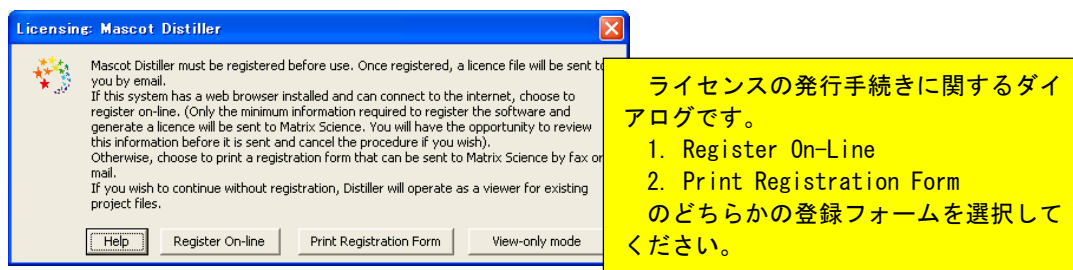 Licensing: Mascot Distiller
Mascot Distiller must be registered before use. Once registered, a licence file will be sent to
you by email.
If this system has a web browser installed and can connect to the internet, choose to
register on-line. (Only the minimum information required to register the software and
generate a licence will be sent to Matrix Science. You will have the opportunity to review
this information before it is sent and cancel the procedure if you wish).
Otherwise, choose to print a registration form that can be sent to Matrix Science by fax or
mail.
If you wish to continue without registration, Distiller will operate as a viewer for existing
project files.
Help
Register On-line
Print Registration Form
View-only mode
ライセンスの発行手続きに関するダイ
アログです。
1. Register On-Line
2. Print Registration Form
のどちらかの登録フォームを選択して
ください。